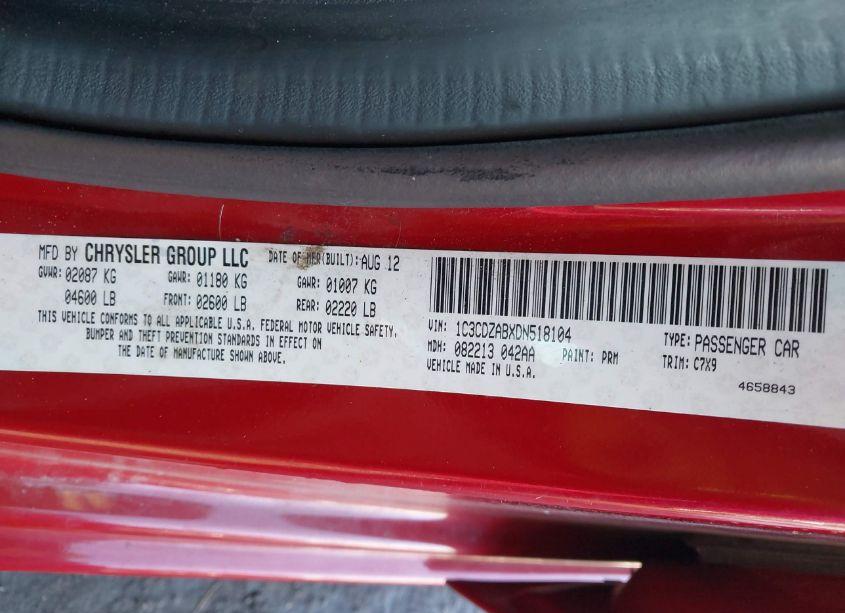 MFD BY CHRYSLER GROUP LLC DATE OF MFR(BUILT): AUG 12
GVWR: 02087 KG GAWR: 01180 KG GAWR: 01007 KG
04600 LB FRONT: 02600 LB REAR: 02220 LB
THIS VEHICLE CONFORMS TO ALL APPLICABLE U.S.A. FEDERAL MOTOR VEHICLE SAFETY,
BUMPER AND THEFT PREVENTION STANDARDS IN EFFECT ON
THE DATE OF MANUFACTURE SHOWN ABOVE.
VIN: 1C3CDZABXDN518104 TYPE: PASSENGER CAR
MDH: 082213 042AA PAINT: PRM TRIM: C7X9
VEHICLE MADE IN U.S.A.
4658843